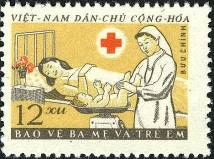 VIỆT-NAM DÂN-CHỦ CỘNG-HÒA
BƯU-CHÍNH
12 xu
BẢO VỆ BÀ MẸ VÀ TRẺ EM